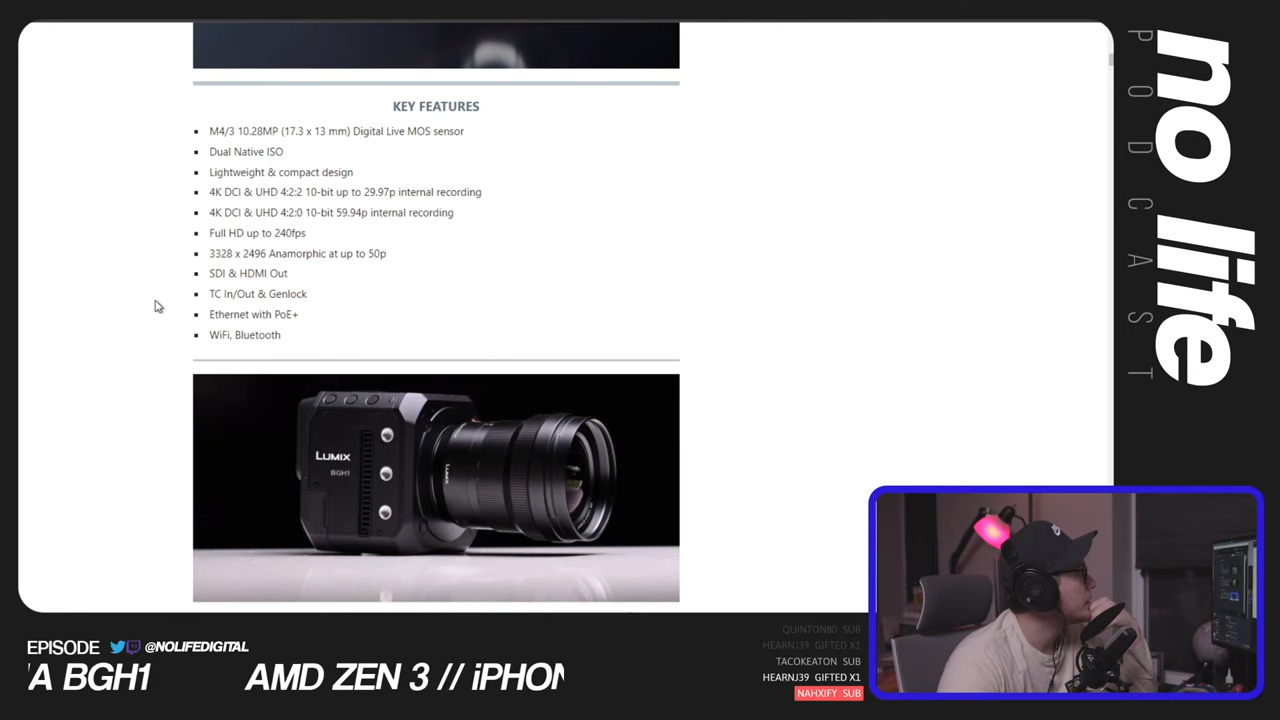 KEY FEATURES
M4/3 10.28MP (17.3 x 13 mm) Digital Live MOS sensor
Dual Native ISO
Lightweight & compact design
4K DCI & UHD 4:2:2 10-bit up to 29.97p internal recording
4K DCI & UHD 4:2:0 10-bit 59.94p internal recording
Full HD up to 240fps
3328 x 2496 Anamorphic at up to 50p
SDI & HDMI Out
TC In/Out & Genlock
Ethernet with PoE+
WiFi, Bluetooth
LUMIX
BGH1
no life
PODCAST
EPISODE @NOLIFEDIGITAL
A BGH1 AMD ZEN 3 // iPHON
QUINTON80 SUB
HEARNJ39 GIFTED X1
TACOKEATON SUB
HEARNJ39 GIFTED X1
NAHXIFY SUB